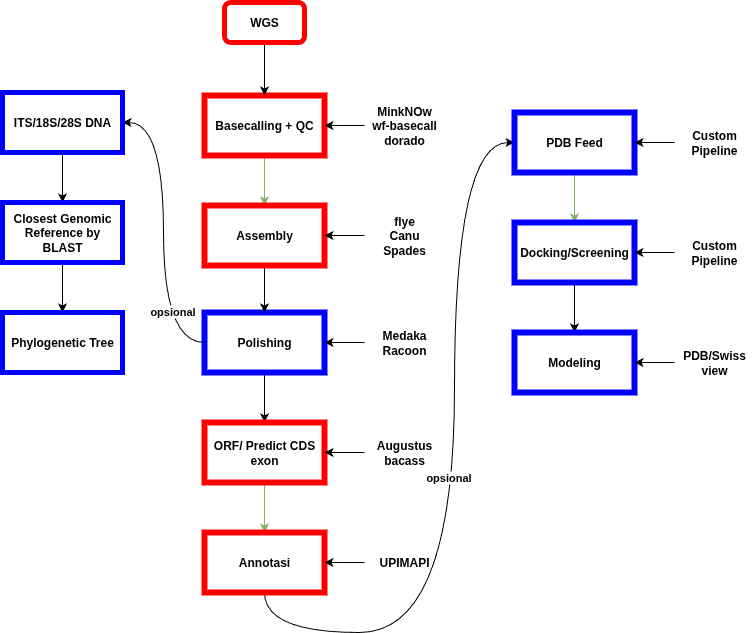 WGS
Basecalling + QC
MinkNOw
wf-basecall
dorado
Assembly
flye
Canu
Spades
Polishing
Medaka
Racoon
ORF/ Predict CDS
exon
Augustus
bacass
Annotasi
UPIMAPI
opsional
ITS/18S/28S DNA
Closest Genomic
Reference by
BLAST
Phylogenetic Tree
opsional
PDB Feed
Custom
Pipeline
Docking/Screening
Custom
Pipeline
Modeling
PDB/Swiss
view